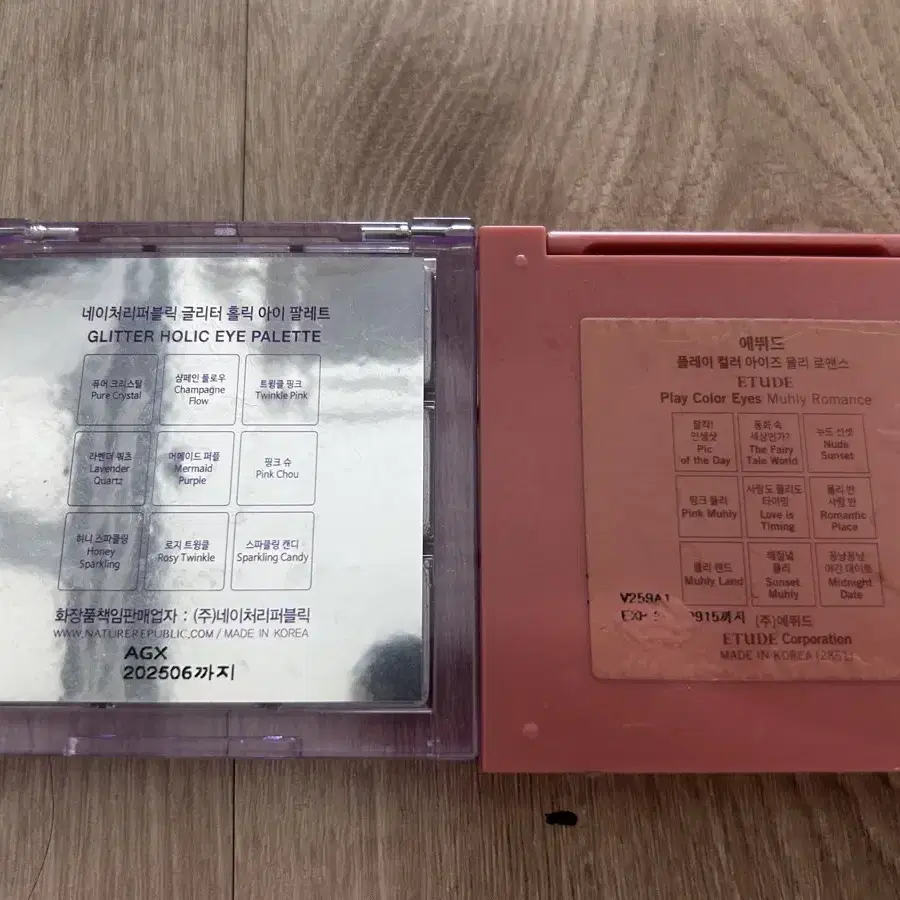 네이처리퍼블릭 글리터 홀릭 아이 팔레트
GLITTER HOLIC EYE PALETTE
퓨어 크리스탈
Pure Crystal
샴페인 플로우
Champagne
Flow
트윙클 핑크
Twinkle Pink
라벤더 쿼츠
Lavender
Quartz
머메이드 퍼플
Mermaid
Purple
핑크 슈
Pink Chou
허니 스파클링
Honey
Sparkling
로지 트윙클
Rosy Twinkle
스파클링 캔디
Sparkling Candy
화장품책임판매업자 : (주)네이처리퍼블릭
WWW.NATUREREPUBLIC.COM / MADE IN KOREA
AGX
202506까지
에뛰드
플레이 컬러 아이즈 뮬리 로맨스
ETUDE
Play Color Eyes Muhly Romance
찰칵!
인생샷
Pic
of the Day
동화 속
세상인가?
The Fairy
Tale World
누드 선셋
Nude
Sunset
핑크 뮬리
Pink Muhly
사랑도 뮬리도
타이밍
Love is
Timing
뮬리 반
사람 반
Romantic
Place
뮬리 랜드
Muhly Land
해질녘
뮬리
Sunset
Muhly
꽁냥꽁냥
야간 데이트
Midnight
Date
V259A1
EXP 915까지
(주)에뛰드
ETUDE Corporation
MADE IN KOREA